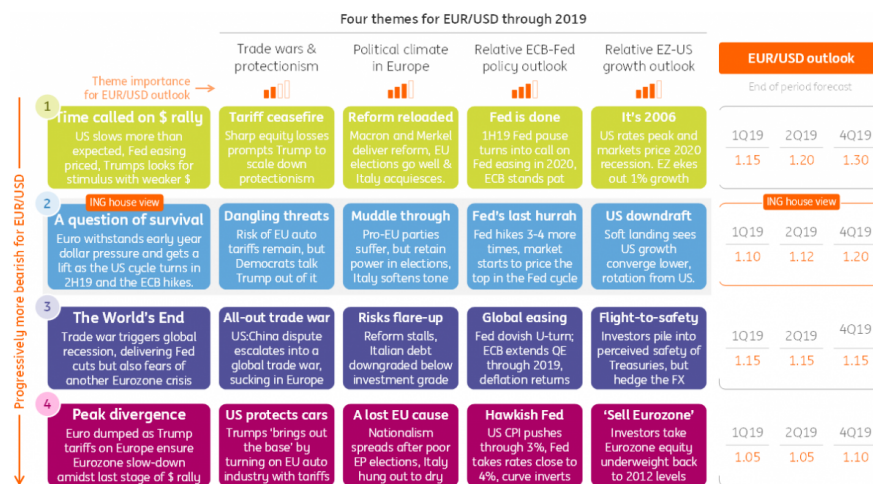 Four themes for EUR/USD through 2019
Theme importance
for EUR/USD outlook
Trade wars &
protectionism
Political climate
in Europe
Relative ECB-Fed
policy outlook
Relative EZ-US
growth outlook
EUR/USD outlook
End of period forecast
Progressively more bearish for EUR/USD
1
Time called on $ rally
US slows more than
expected, Fed easing
priced, Trumps looks for
stimulus with weaker $
Tariff ceasefire
Sharp equity losses
prompts Trump to
scale down
protectionism
Reform reloaded
Macron and Merkel
deliver reform, EU
elections go well &
Italy acquiesces.
Fed is done
1H19 Fed pause
turns into call on
Fed easing in 2020,
ECB stands pat
It's 2006
US rates peak and
markets price 2020
recession. EZ ekes
out 1% growth
1Q19 2Q19 4Q19
1.15 1.20 1.30
2
ING house view
A question of survival
Euro withstands early year
dollar pressure and gets a
lift as the US cycle turns in
2H19 and the ECB hikes.
Dangling threats
Risk of EU auto
tariffs remain, but
Democrats talk
Trump out of it
Muddle through
Pro-EU parties
suffer, but retain
power in elections,
Italy softens tone
Fed's last hurrah
Fed hikes 3-4 more
times, market
starts to price the
top in the Fed cycle
US downdraft
Soft landing sees
US growth
converge lower,
rotation from US.
ING house view
1Q19 2Q19 4Q19
1.10 1.12 1.20
3
The World's End
Trade war triggers global
recession, delivering Fed
cuts but also fears of
another Eurozone crisis
All-out trade war
US:China dispute
escalates into a
global trade war,
sucking in Europe
Risks flare-up
Reform stalls,
Italian debt
downgraded below
investment grade
Global easing
Fed dovish U-turn;
ECB extends QE
through 2019,
deflation returns
Flight-to-safety
Investors pile into
perceived safety of
Treasuries, but
hedge the FX
1Q19 2Q19 4Q19
1.15 1.15 1.15
4
Peak divergence
Euro dumped as Trump
tariffs on Europe ensure
Eurozone slow-down
amidst last stage of $ rally
US protects cars
Trumps 'brings out
the base' by
turning on EU auto
industry with tariffs
A lost EU cause
Nationalism
spreads after poor
EP elections, Italy
hung out to dry
Hawkish Fed
US CPI pushes
through 3%, Fed
takes rates close to
4%, curve inverts
'Sell Eurozone'
Investors take
Eurozone equity
underweight back
to 2012 levels
1Q19 2Q19 4Q19
1.05 1.05 1.10